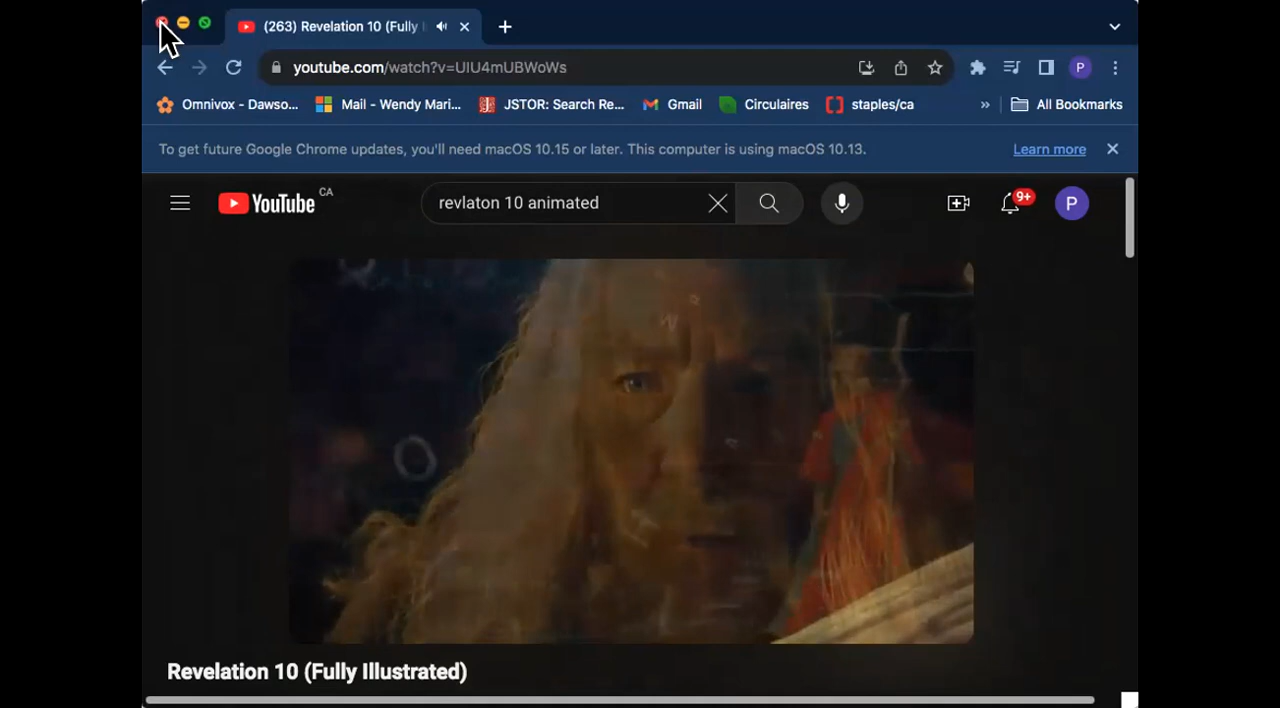 (263) Revelation 10 (Fully
youtube.com/watch?v=UIU4mUBWoWs
Omnivox - Dawso... Mail - Wendy Mari... JSTOR: Search Re... Gmail Circulaires staples/ca » All Bookmarks
To get future Google Chrome updates, you'll need macOS 10.15 or later. This computer is using macOS 10.13. Learn more
YouTube CA revlaton 10 animated 9+ P
Revelation 10 (Fully Illustrated)